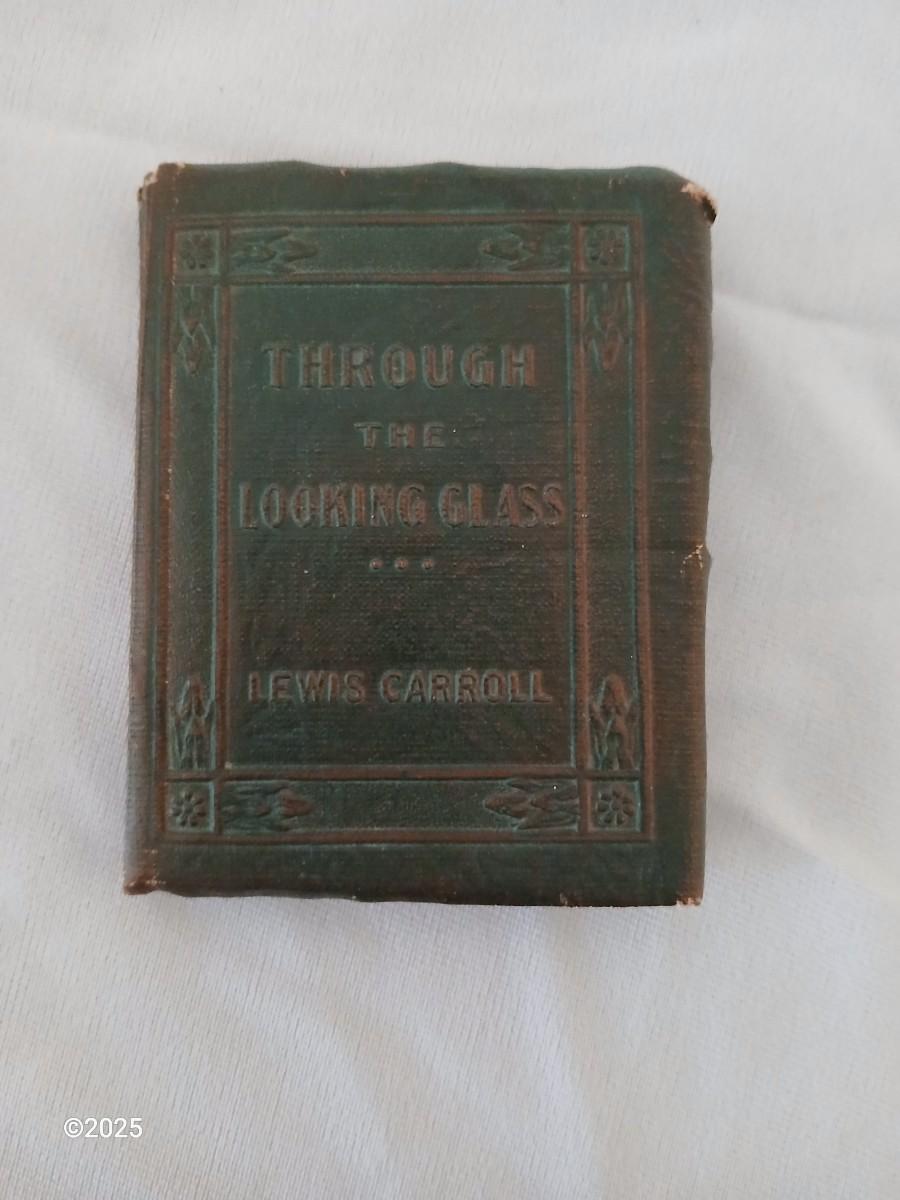 THROUGH
THE
LOOKING GLASS
...
LEWIS CARROLL
©2025